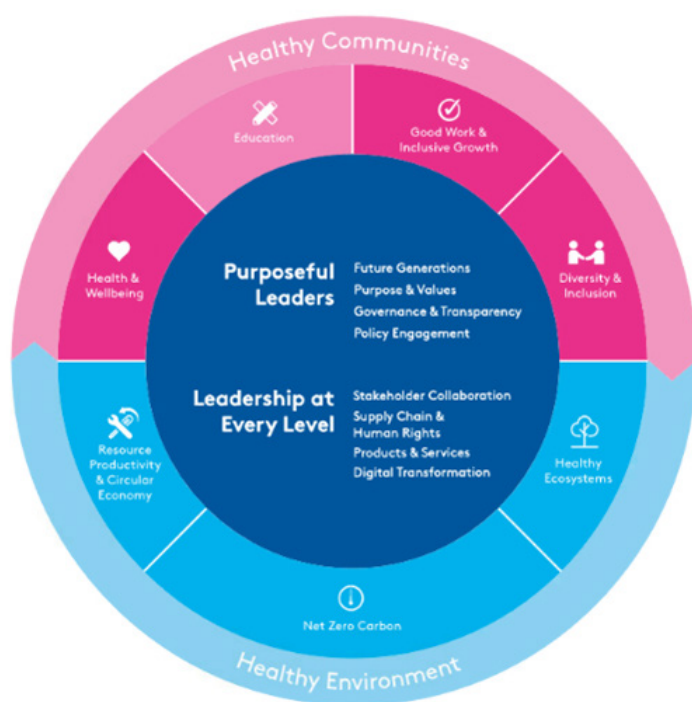 Healthy Communities
Education
Good Work &
Inclusive Growth
Health &
Wellbeing
Diversity &
Inclusion
Purposeful
Leaders
Future Generations
Purpose & Values
Governance & Transparency
Policy Engagement
Leadership at
Every Level
Stakeholder Collaboration
Supply Chain &
Human Rights
Products & Services
Digital Transformation
Resource
Productivity
& Circular
Economy
Healthy
Ecosystems
Net Zero Carbon
Healthy Environment